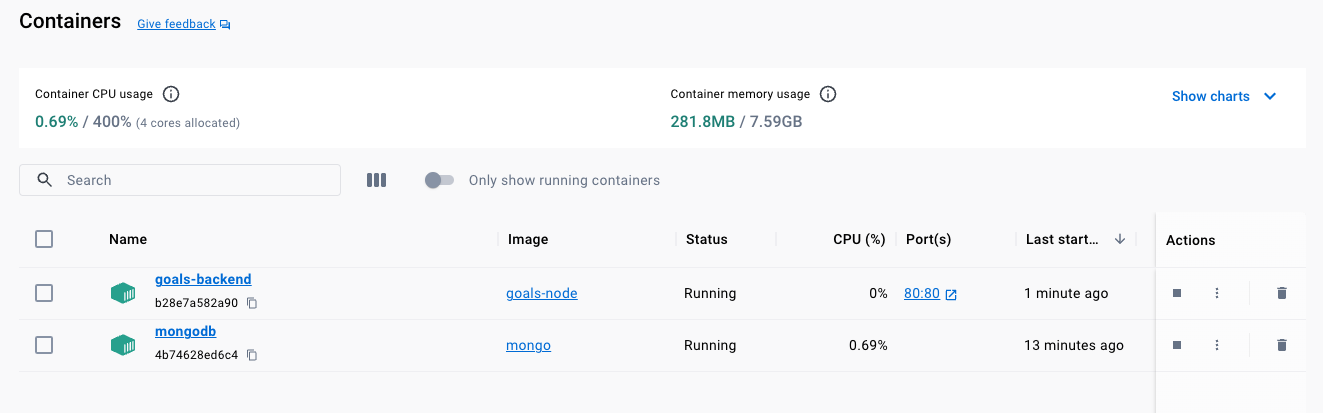 Containers Give feedback
Container CPU usage
0.69% / 400% (4 cores allocated)
Container memory usage
281.8MB / 7.59GB
Show charts
Search
Only show running containers
Name Image Status CPU (%) Port(s) Last start... Actions
goals-backend
b28e7a582a90
goals-node Running 0% 80:80 1 minute ago
mongodb
4b74628ed6c4
mongo Running 0.69% 13 minutes ago